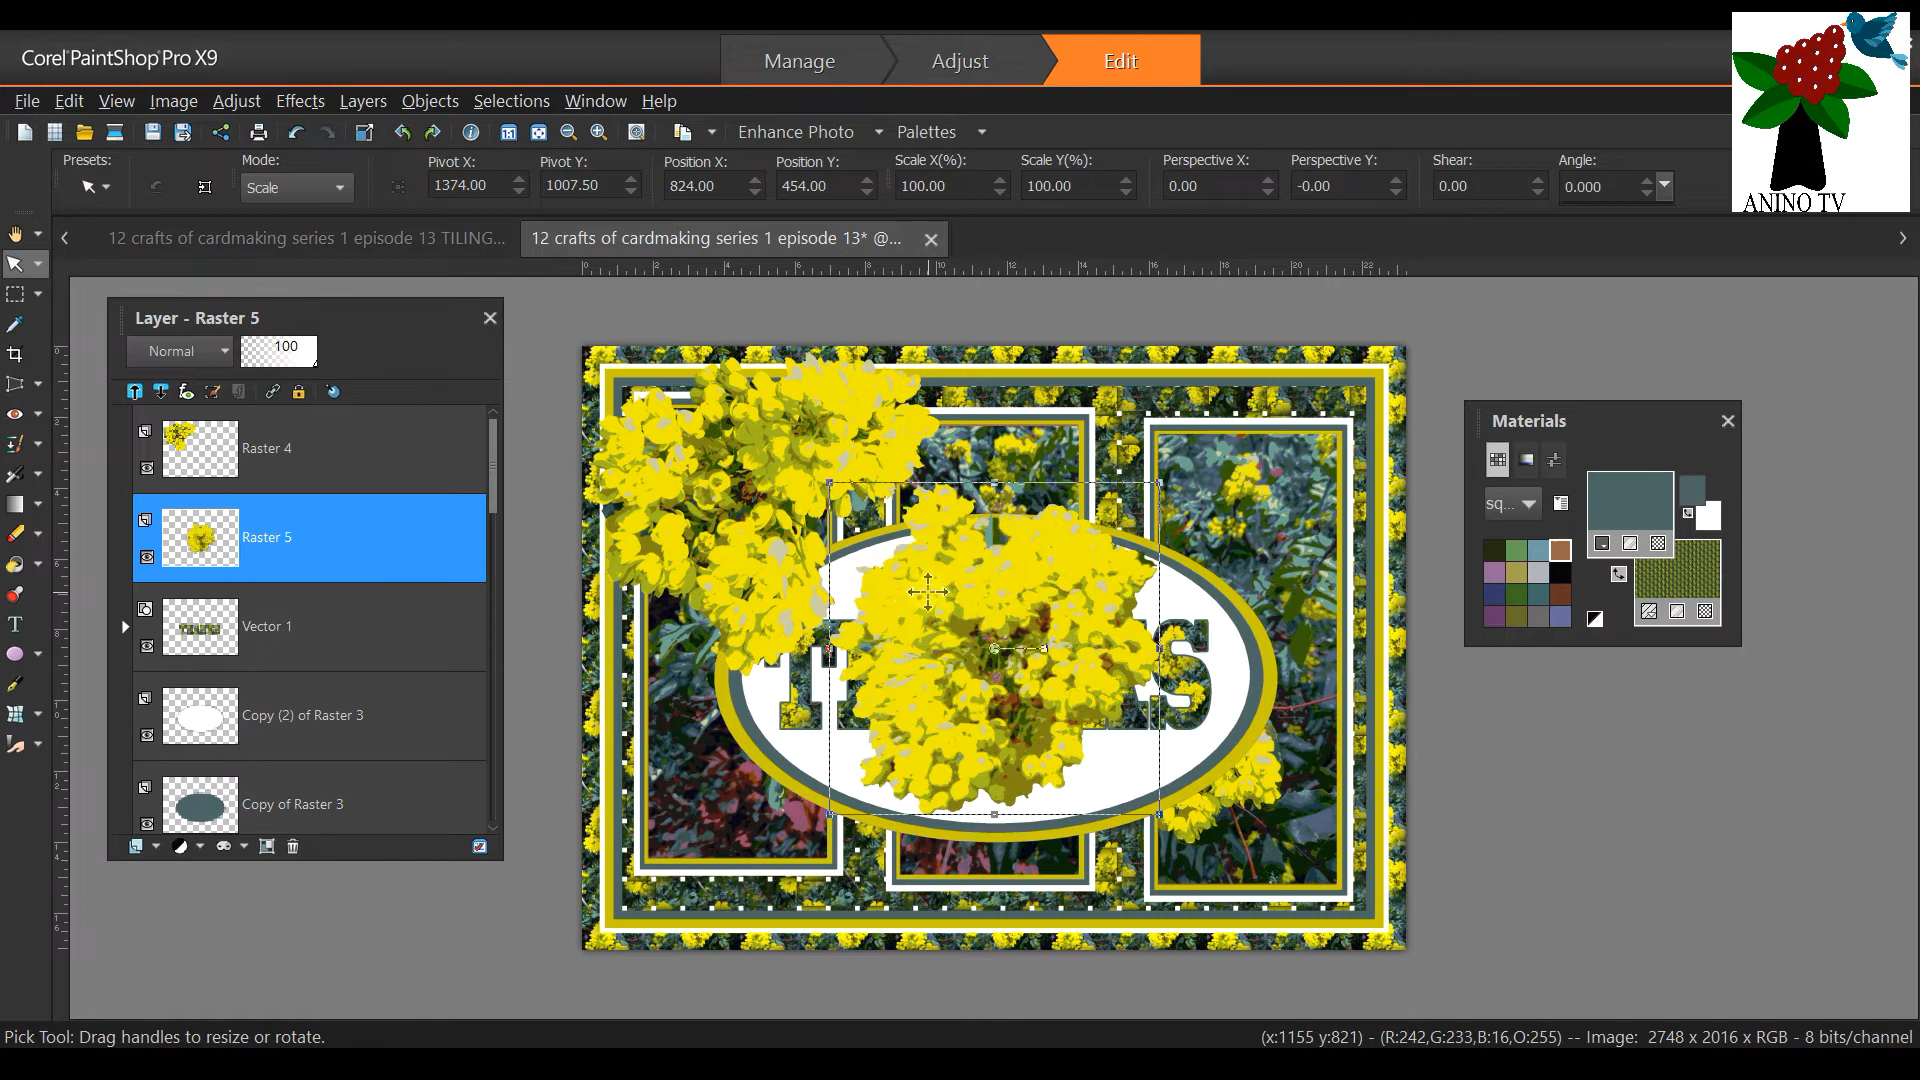 Corel PaintShop Pro X9
Manage
Adjust
Edit
ANINO TV
File Edit View Image Adjust Effects Layers Objects Selections Window Help
Enhance Photo
Palettes
Presets:
Mode:
Scale
Pivot X:
1374.00
Pivot Y:
1007.50
Position X:
824.00
Position Y:
454.00
Scale X(%):
100.00
Scale Y(%):
100.00
Perspective X:
0.00
Perspective Y:
-0.00
Shear:
0.00
Angle:
0.000
12 crafts of cardmaking series 1 episode 13 TILING...
12 crafts of cardmaking series 1 episode 13* @...
Layer - Raster 5
Normal
100
Raster 4
Raster 5
Vector 1
Copy (2) of Raster 3
Copy of Raster 3
Materials
sq...
Pick Tool: Drag handles to resize or rotate.
(x:1155 y:821) - (R:242,G:233,B:16,O:255) -- Image: 2748 x 2016 x RGB - 8 bits/channel